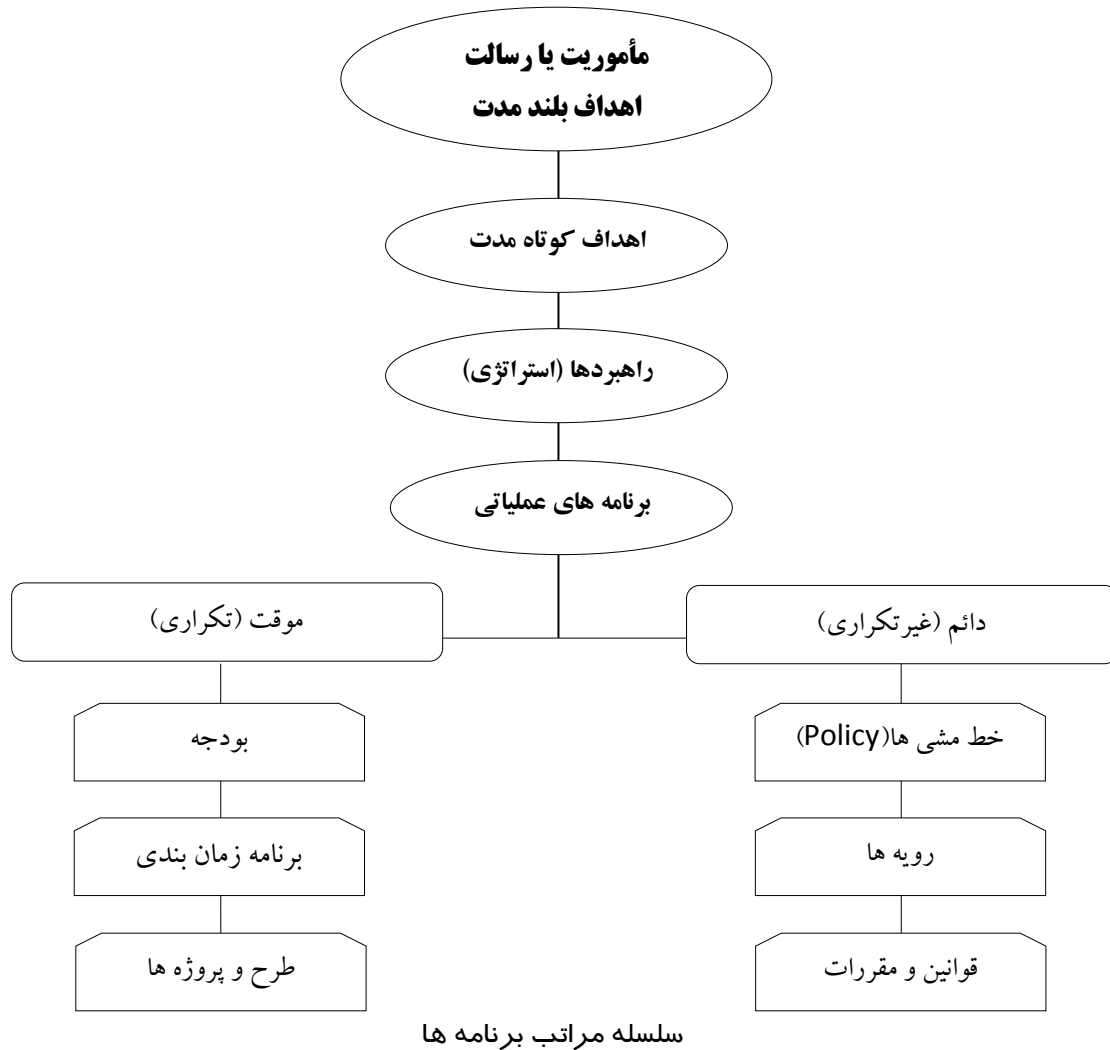 مأموریت یا رسالت
اهداف بلند مدت
اهداف کوتاه مدت
راهبردها (استراتژی)
برنامه های عملیاتی
دائم (غیرتکراری)
موقت (تکراری)
خط مشی ها(Policy)
بودجه
رویه ها
برنامه زمان بندی
قوانین و مقررات
طرح و پروژه ها
سلسله مراتب برنامه ها